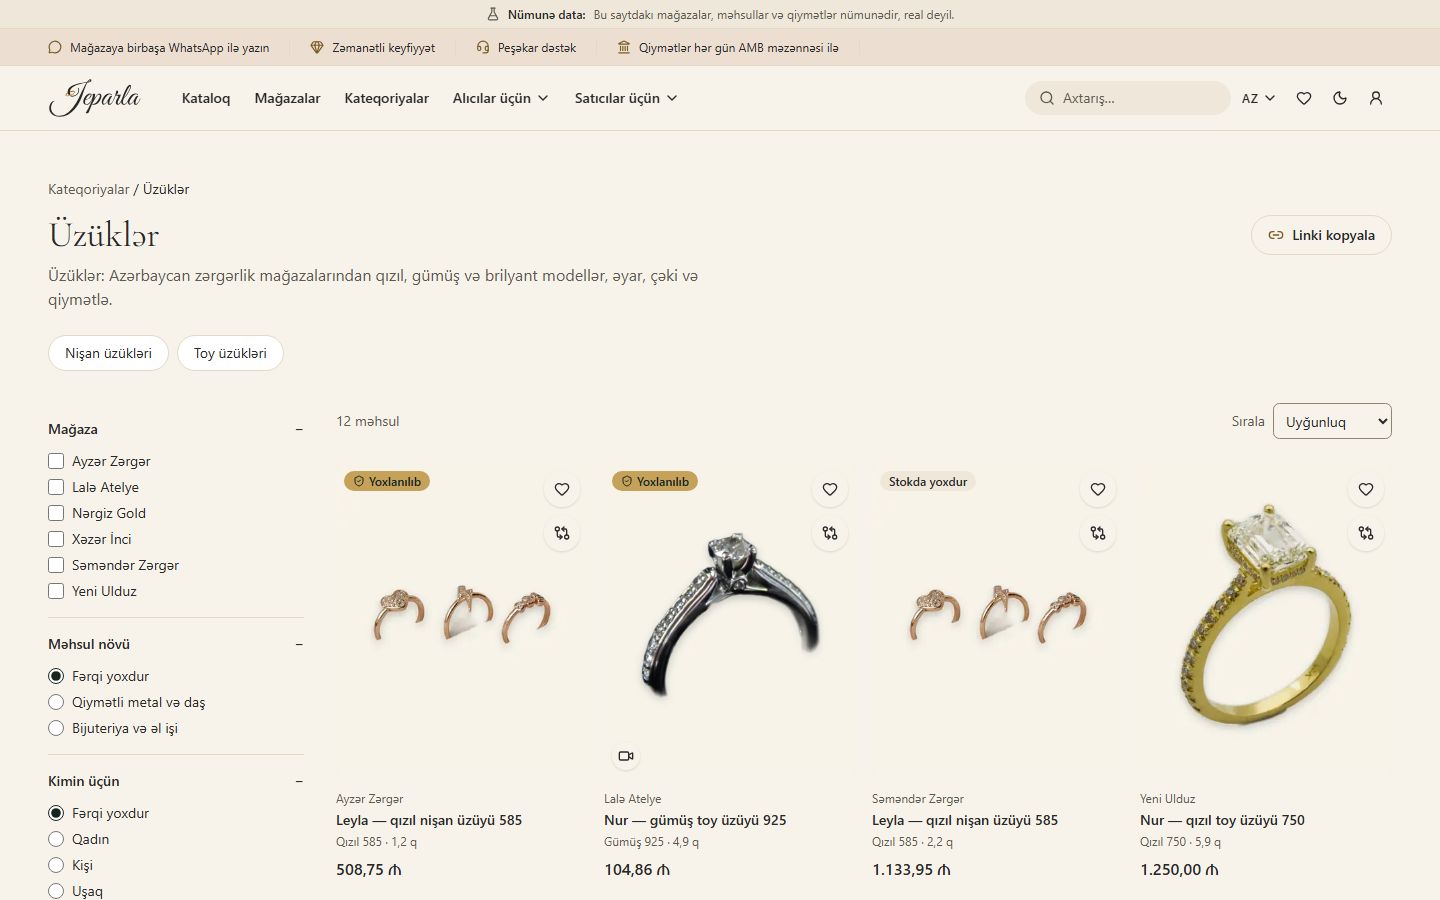 Nümunə data: Bu saytdakı mağazalar, məhsullar və qiymətlər nümunədir, real deyil.
Mağazaya birbaşa WhatsApp ilə yazın
Zəmanətli keyfiyyət
Peşəkar dəstək
Qiymətlər hər gün AMB məzənnəsi ilə
Jeparla
Kataloq
Mağazalar
Kateqoriyalar
Alıcılar üçün
Satıcılar üçün
Axtarış...
AZ
Kateqoriyalar / Üzüklər
Üzüklər
Linki kopyala
Üzüklər: Azərbaycan zərgərlik mağazalarından qızıl, gümüş və brilyant modellər, əyar, çəki və
qiymətlə.
Nişan üzükləri
Toy üzükləri
Mağaza
Ayzər Zərgər
Lalə Atelye
Nərgiz Gold
Xəzər İnci
Səməndər Zərgər
Yeni Ulduz
Məhsul növü
Fərqi yoxdur
Qiymətli metal və daş
Bijuteriya və əl işi
Kimin üçün
Fərqi yoxdur
Qadın
Kişi
Uşaq
12 məhsul
Sırala
Uyğunluq
Yoxlanılıb
Yoxlanılıb
Stokda yoxdur
Ayzər Zərgər
Leyla — qızıl nişan üzüyü 585
Qızıl 585 · 1,2 q
508,75 ₼
Lalə Atelye
Nur — gümüş toy üzüyü 925
Gümüş 925 · 4,9 q
104,86 ₼
Səməndər Zərgər
Leyla — qızıl nişan üzüyü 585
Qızıl 585 · 2,2 q
1.133,95 ₼
Yeni Ulduz
Nur — qızıl toy üzüyü 750
Qızıl 750 · 5,9 q
1.250,00 ₼